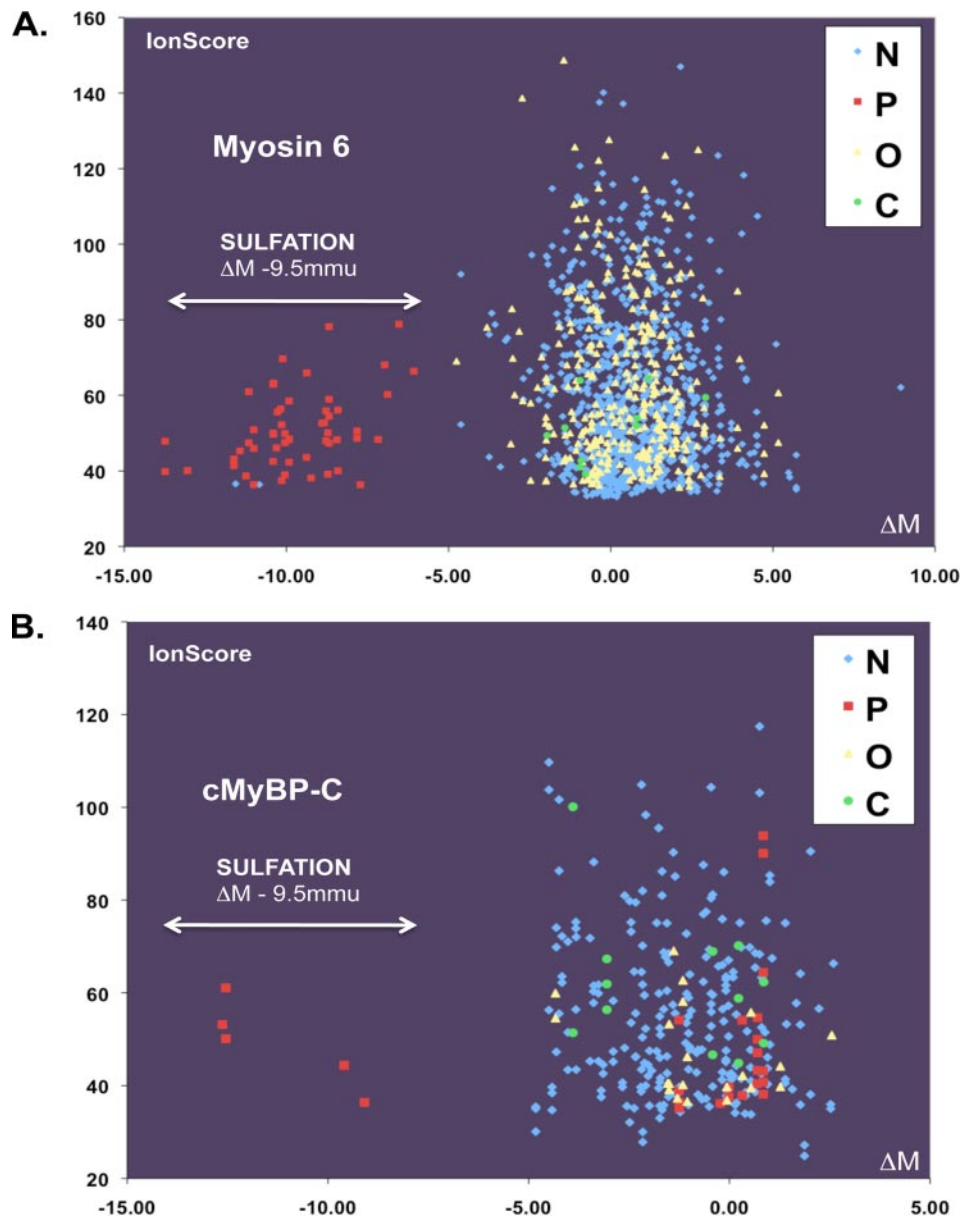 A.
160
140
120
100
80
60
40
20
IonScore
Myosin 6
SULFATION
ΔM -9.5mmu
N
P
O
C
ΔM
-15.00 -10.00 -5.00 0.00 5.00 10.00
B.
140
120
100
80
60
40
20
IonScore
cMyBP-C
SULFATION
ΔM - 9.5mmu
N
P
O
C
ΔM
-15.00 -10.00 -5.00 0.00 5.00